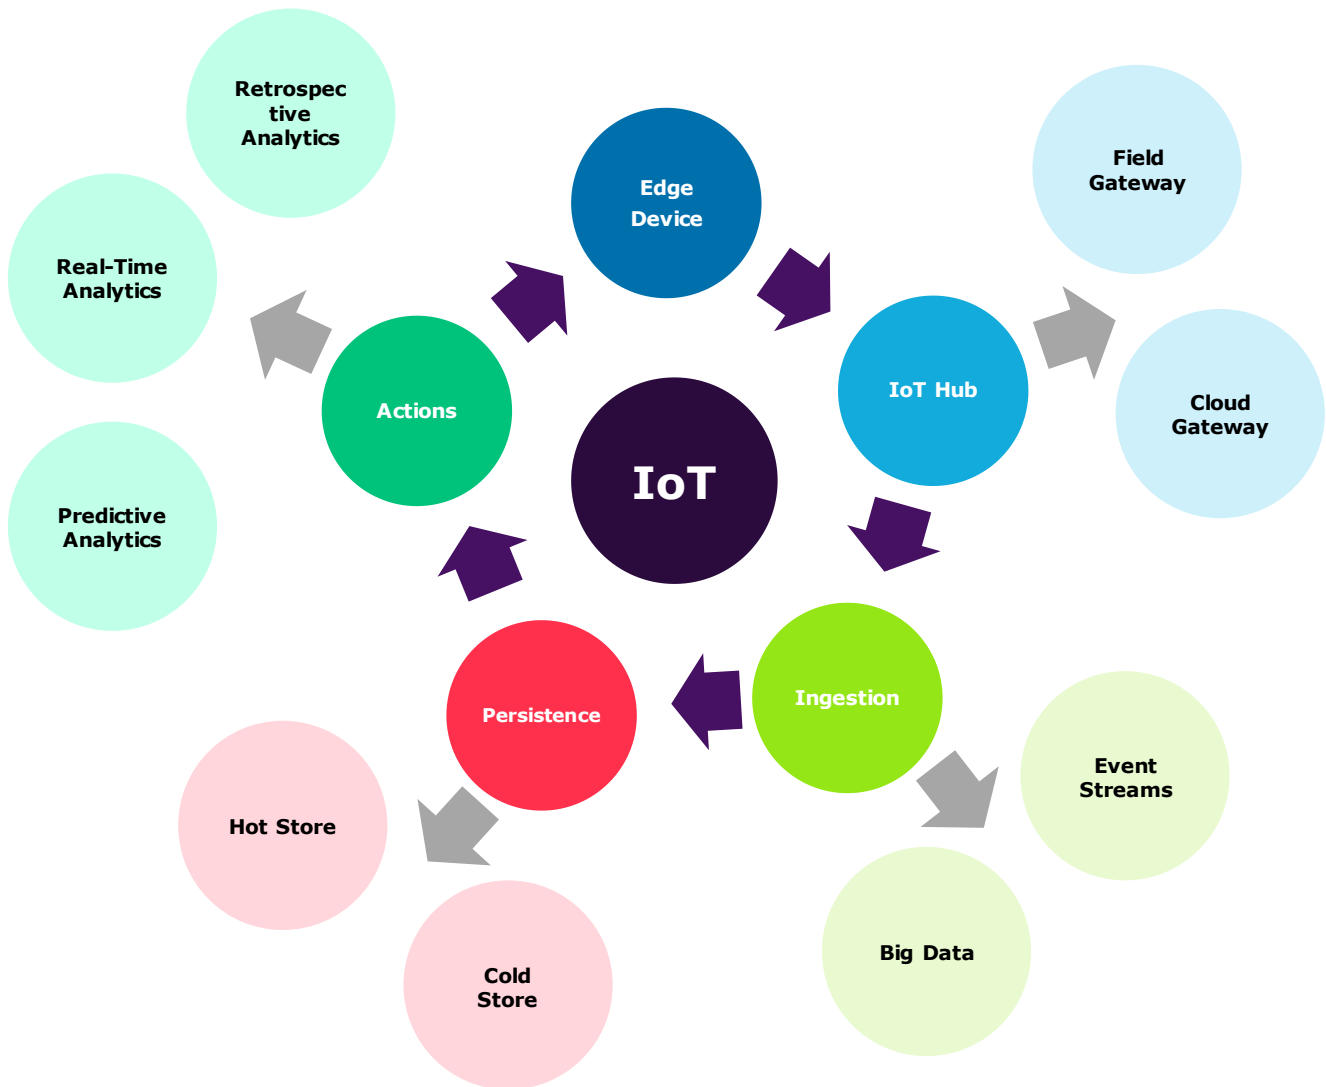 Retrospec
tive
Analytics
Edge
Device
Field
Gateway
Real-Time
Analytics
IoT Hub
Actions
Cloud
Gateway
IoT
Predictive
Analytics
Persistence
Ingestion
Event
Streams
Hot Store
Big Data
Cold
Store